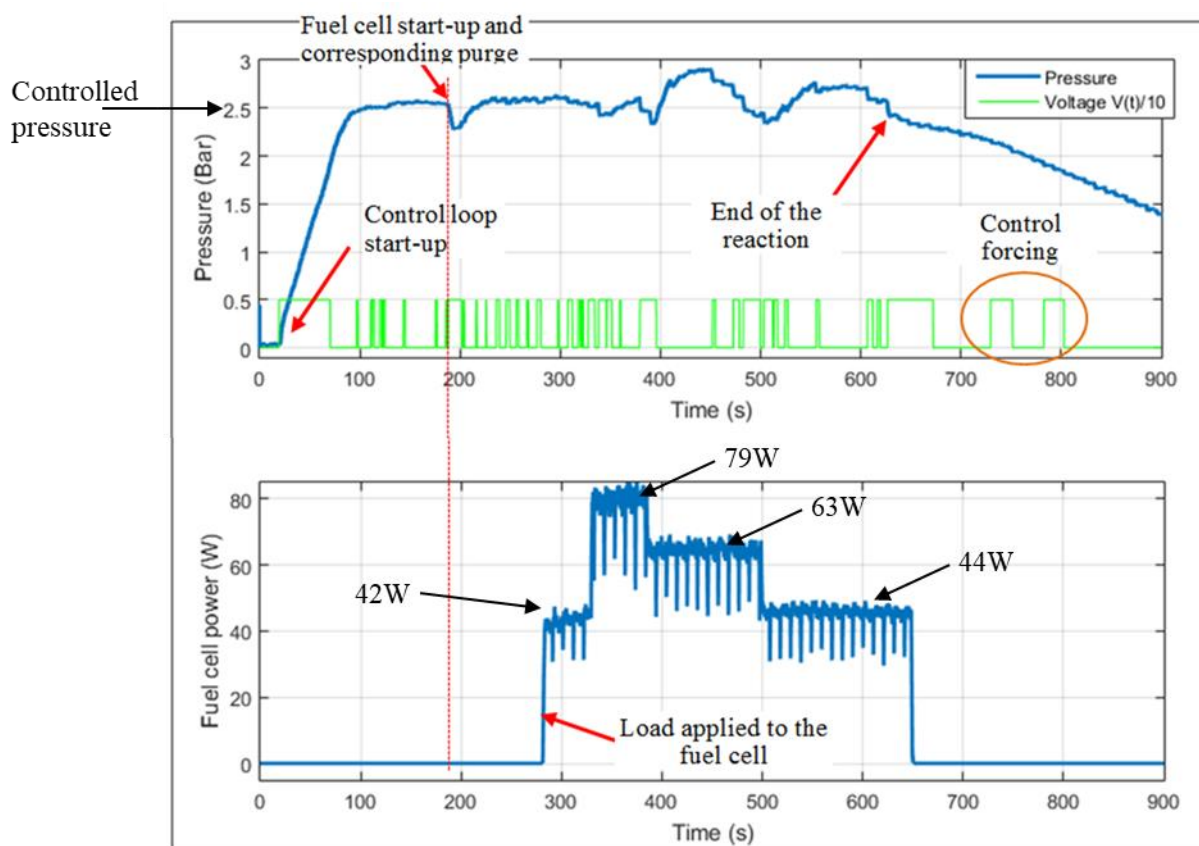 Fuel cell start-up and
corresponding purge
Controlled
pressure
3
2.5
2
1.5
1
0.5
0
Pressure (Bar)
Pressure
Voltage V(t)/10
Control loop
start-up
End of the
reaction
Control
forcing
0 100 200 300 400 500 600 700 800 900
Time (s)
79W
63W
44W
42W
80
60
40
20
0
Fuel cell power (W)
Load applied to the
fuel cell
0 100 200 300 400 500 600 700 800 900
Time (s)